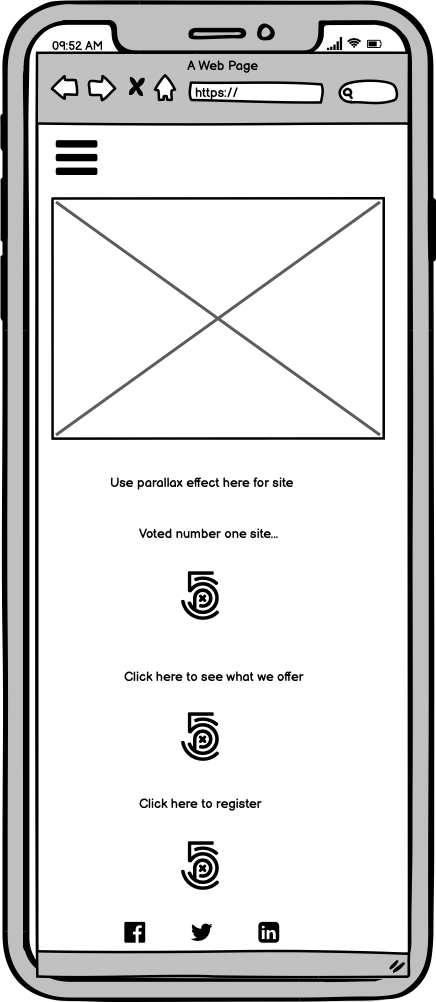 09:52 AM
A Web Page
https://
Use parallax effect here for site
Voted number one site...
Click here to see what we offer
Click here to register